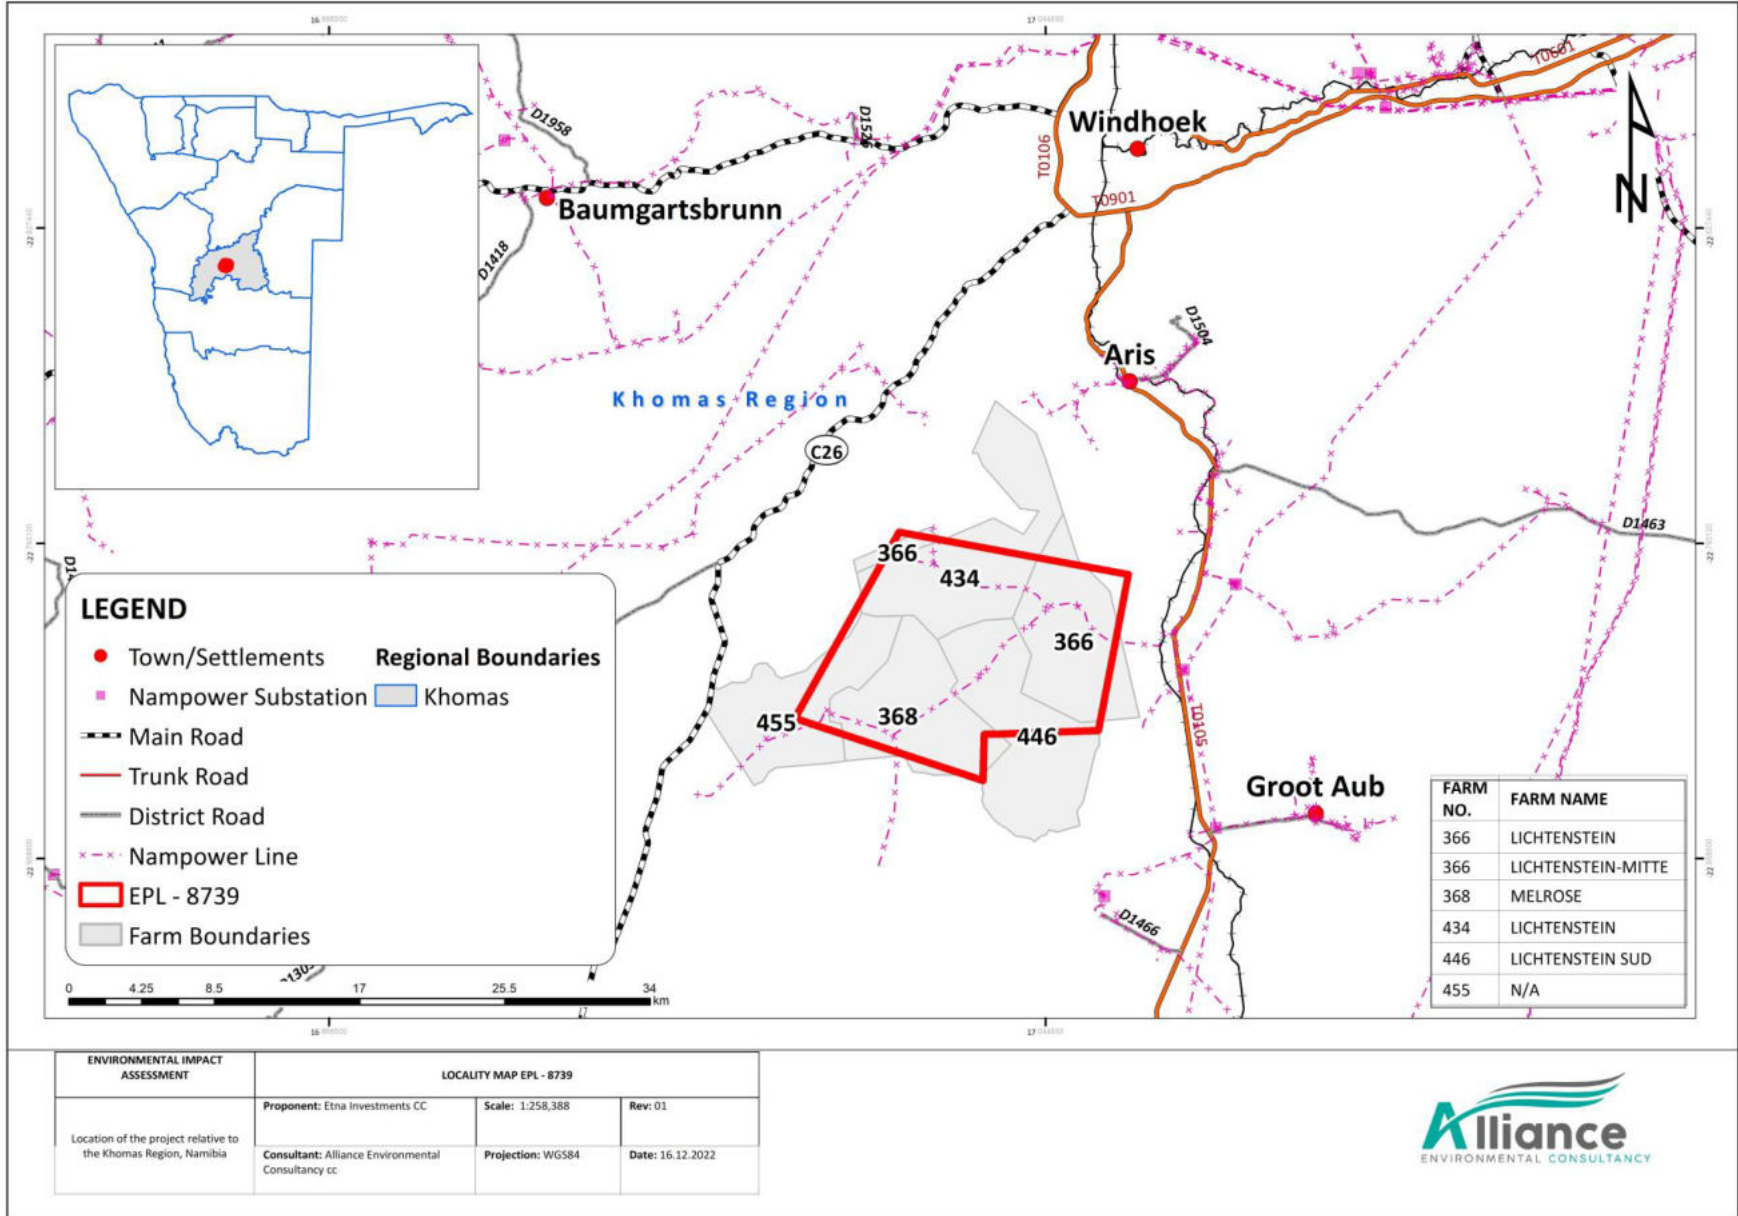 16
17
D1958
D1526
T0106
Windhoek
T0601
T0901
N
Baumgartsbrunn
D1418
D1504
Aris
Khomas Region
C26
D1463
366
434
366
455
368
446
T0105
Groot Aub
D1466
LEGEND
Town/Settlements
Nampower Substation
Main Road
Trunk Road
District Road
Nampower Line
EPL - 8739
Farm Boundaries
Regional Boundaries
Khomas
0 4.25 8.5 17 25.5 34
km
FARM NO. FARM NAME
366 LICHTENSTEIN
366 LICHTENSTEIN-MITTE
368 MELROSE
434 LICHTENSTEIN
446 LICHTENSTEIN SUD
455 N/A
16
17
ENVIRONMENTAL IMPACT
ASSESSMENT
LOCALITY MAP EPL - 8739
Location of the project relative to
the Khomas Region, Namibia
Proponent: Etna Investments CC
Scale: 1:258,388
Rev: 01
Consultant: Alliance Environmental
Consultancy cc
Projection: WGS84
Date: 16.12.2022
Alliance
ENVIRONMENTAL CONSULTANCY